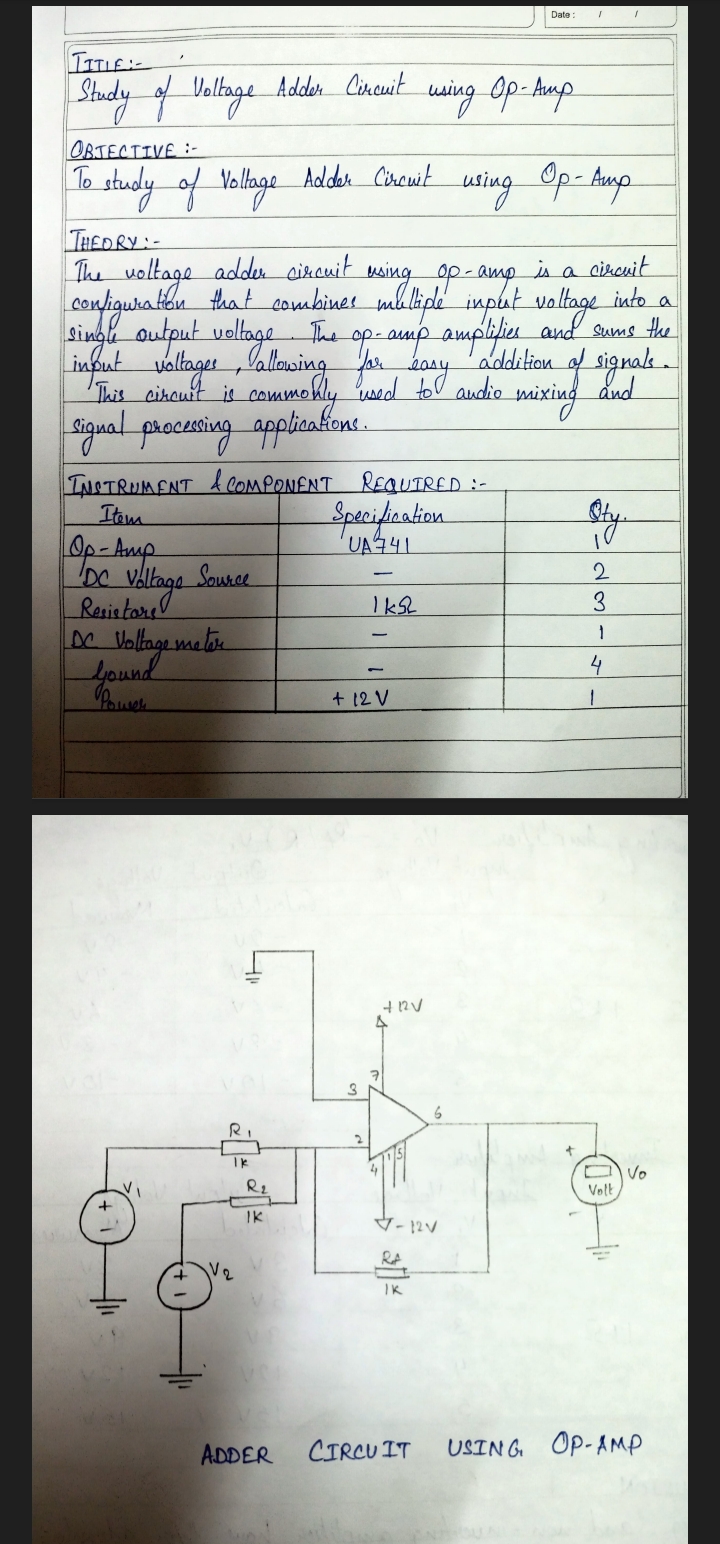 Date : / /
TITLE:-
Study of Voltage Adder Circuit using Op-Amp
OBJECTIVE :-
To study of Voltage Adder Circuit using Op-Amp
THEORY:-
The voltage adder circuit using op-amp is a circuit
configuration that combines multiple input voltage into a
single output voltage. The op-amp amplifies and sums the
input voltages, allowing for easy addition of signals.
This circuit is commonly used to audio mixing and
signal processing applications.
INSTRUMENT & COMPONENT REQUIRED :-
Item Specification Qty.
Op-Amp UA741 1
DC Voltage Source — 2
Resistors 1kΩ 3
DC Voltage meter — 1
Gound — 4
Power +12V 1
+12V
7
3
6
2
4 1 5
R1
1K
R2
1K
V1
+
-
V2
+
-
-12V
RF
1K
+
Volt
-
Vo
ADDER CIRCUIT USING OP-AMP